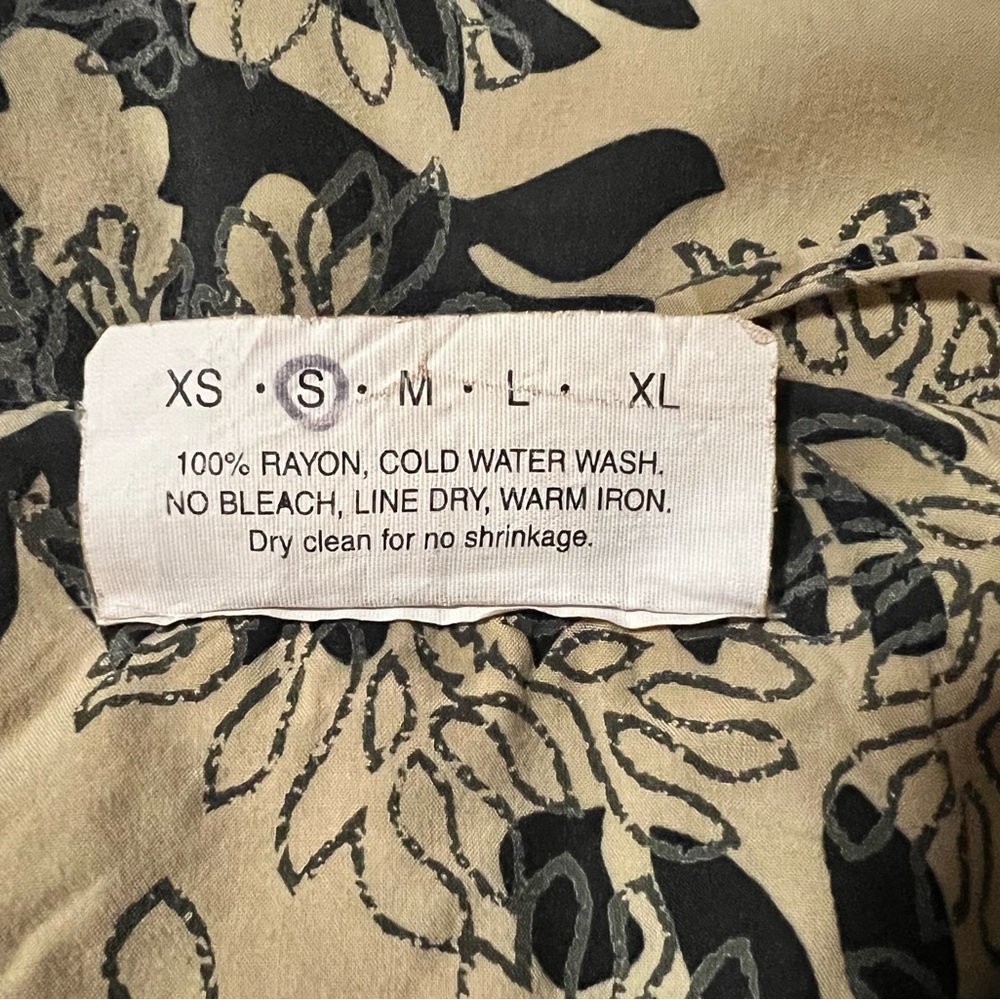 XS · S · M · L · XL
100% RAYON, COLD WATER WASH.
NO BLEACH, LINE DRY, WARM IRON.
Dry clean for no shrinkage.